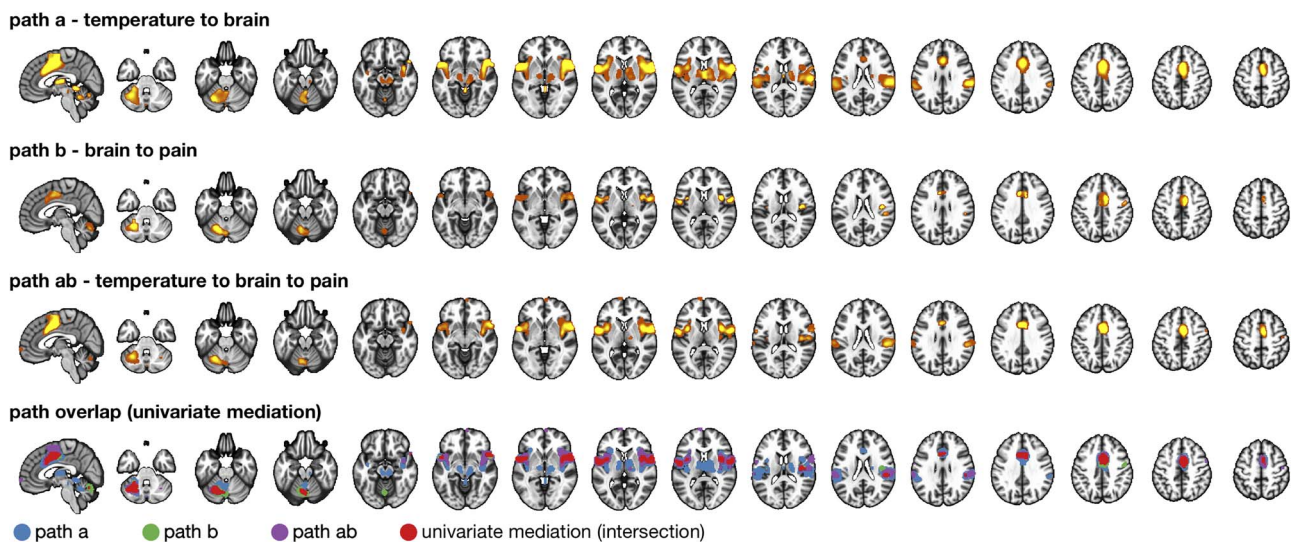 path a - temperature to brain
path b - brain to pain
path ab - temperature to brain to pain
path overlap (univariate mediation)
path a path b path ab univariate mediation (intersection)